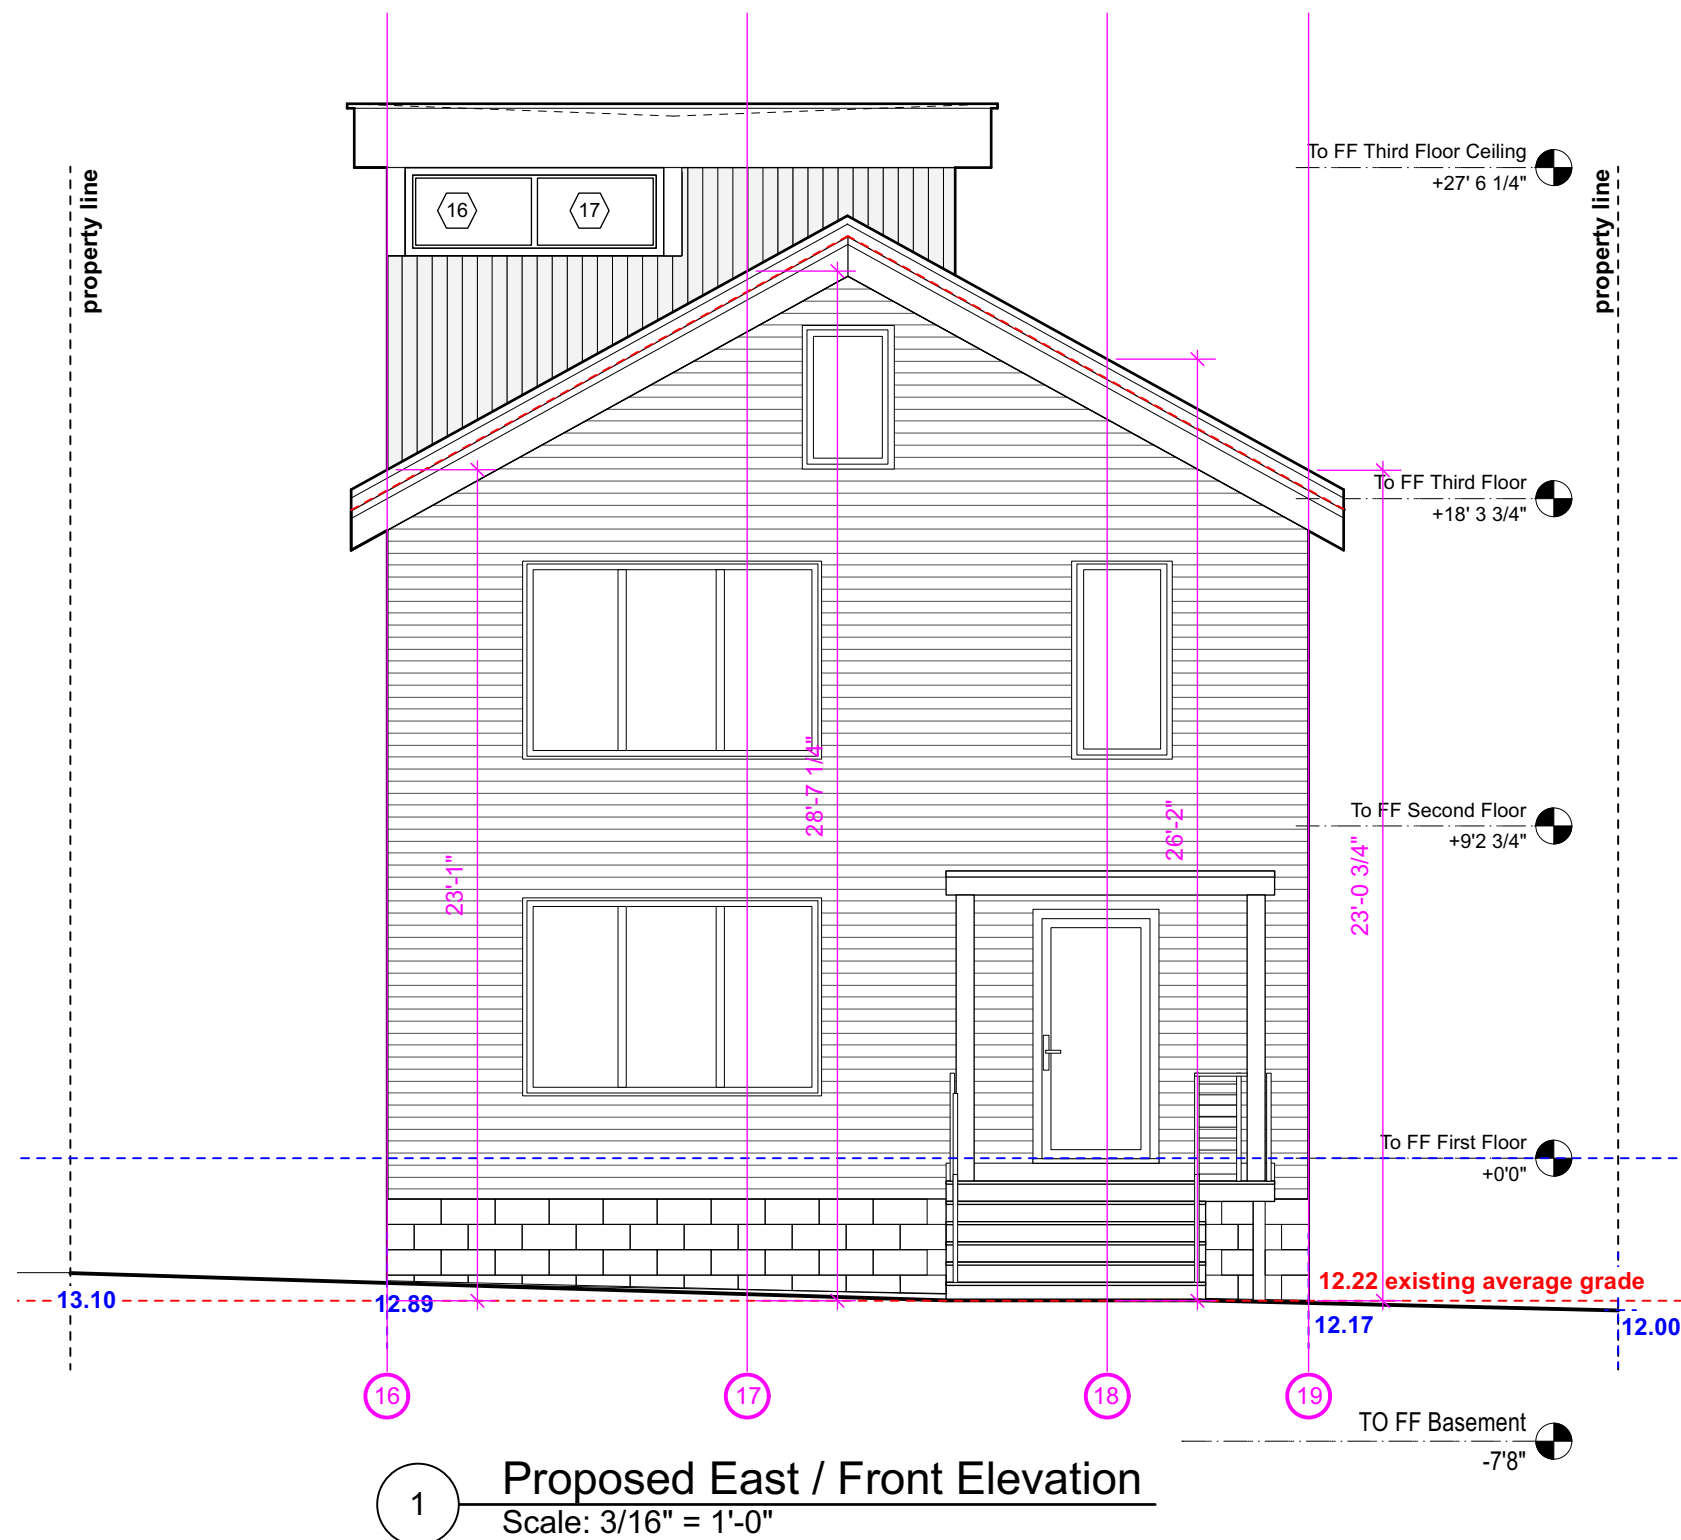 To FF Third Floor Ceiling
+27' 6 1/4"
property line
property line
16
17
To FF Third Floor
+18' 3 3/4"
28'-7 1/4"
26'-2"
To FF Second Floor
+9'2 3/4"
23'-1"
23'-0 3/4"
To FF First Floor
+0'0"
12.22 existing average grade
13.10
12.89
12.17
12.00
16
17
18
19
TO FF Basement
-7'8"
1
Proposed East / Front Elevation
Scale: 3/16" = 1'-0"